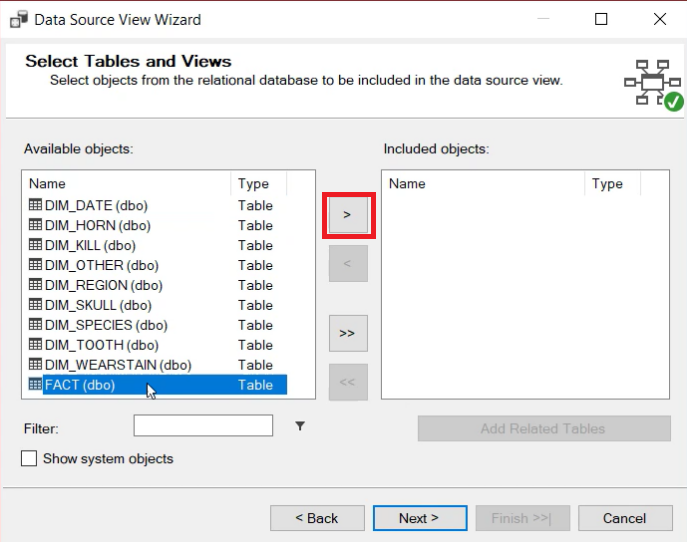 Data Source View Wizard
Select Tables and Views
Select objects from the relational database to be included in the data source view.
Available objects:
Included objects:
Name Type
Name Type
DIM_DATE (dbo) Table
DIM_HORN (dbo) Table
DIM_KILL (dbo) Table
DIM_OTHER (dbo) Table
DIM_REGION (dbo) Table
DIM_SKULL (dbo) Table
DIM_SPECIES (dbo) Table
DIM_TOOTH (dbo) Table
DIM_WEARSTAIN (dbo) Table
FACT (dbo) Table
>
<
>>
<<
Filter:
Add Related Tables
Show system objects
< Back
Next >
Finish >>|
Cancel